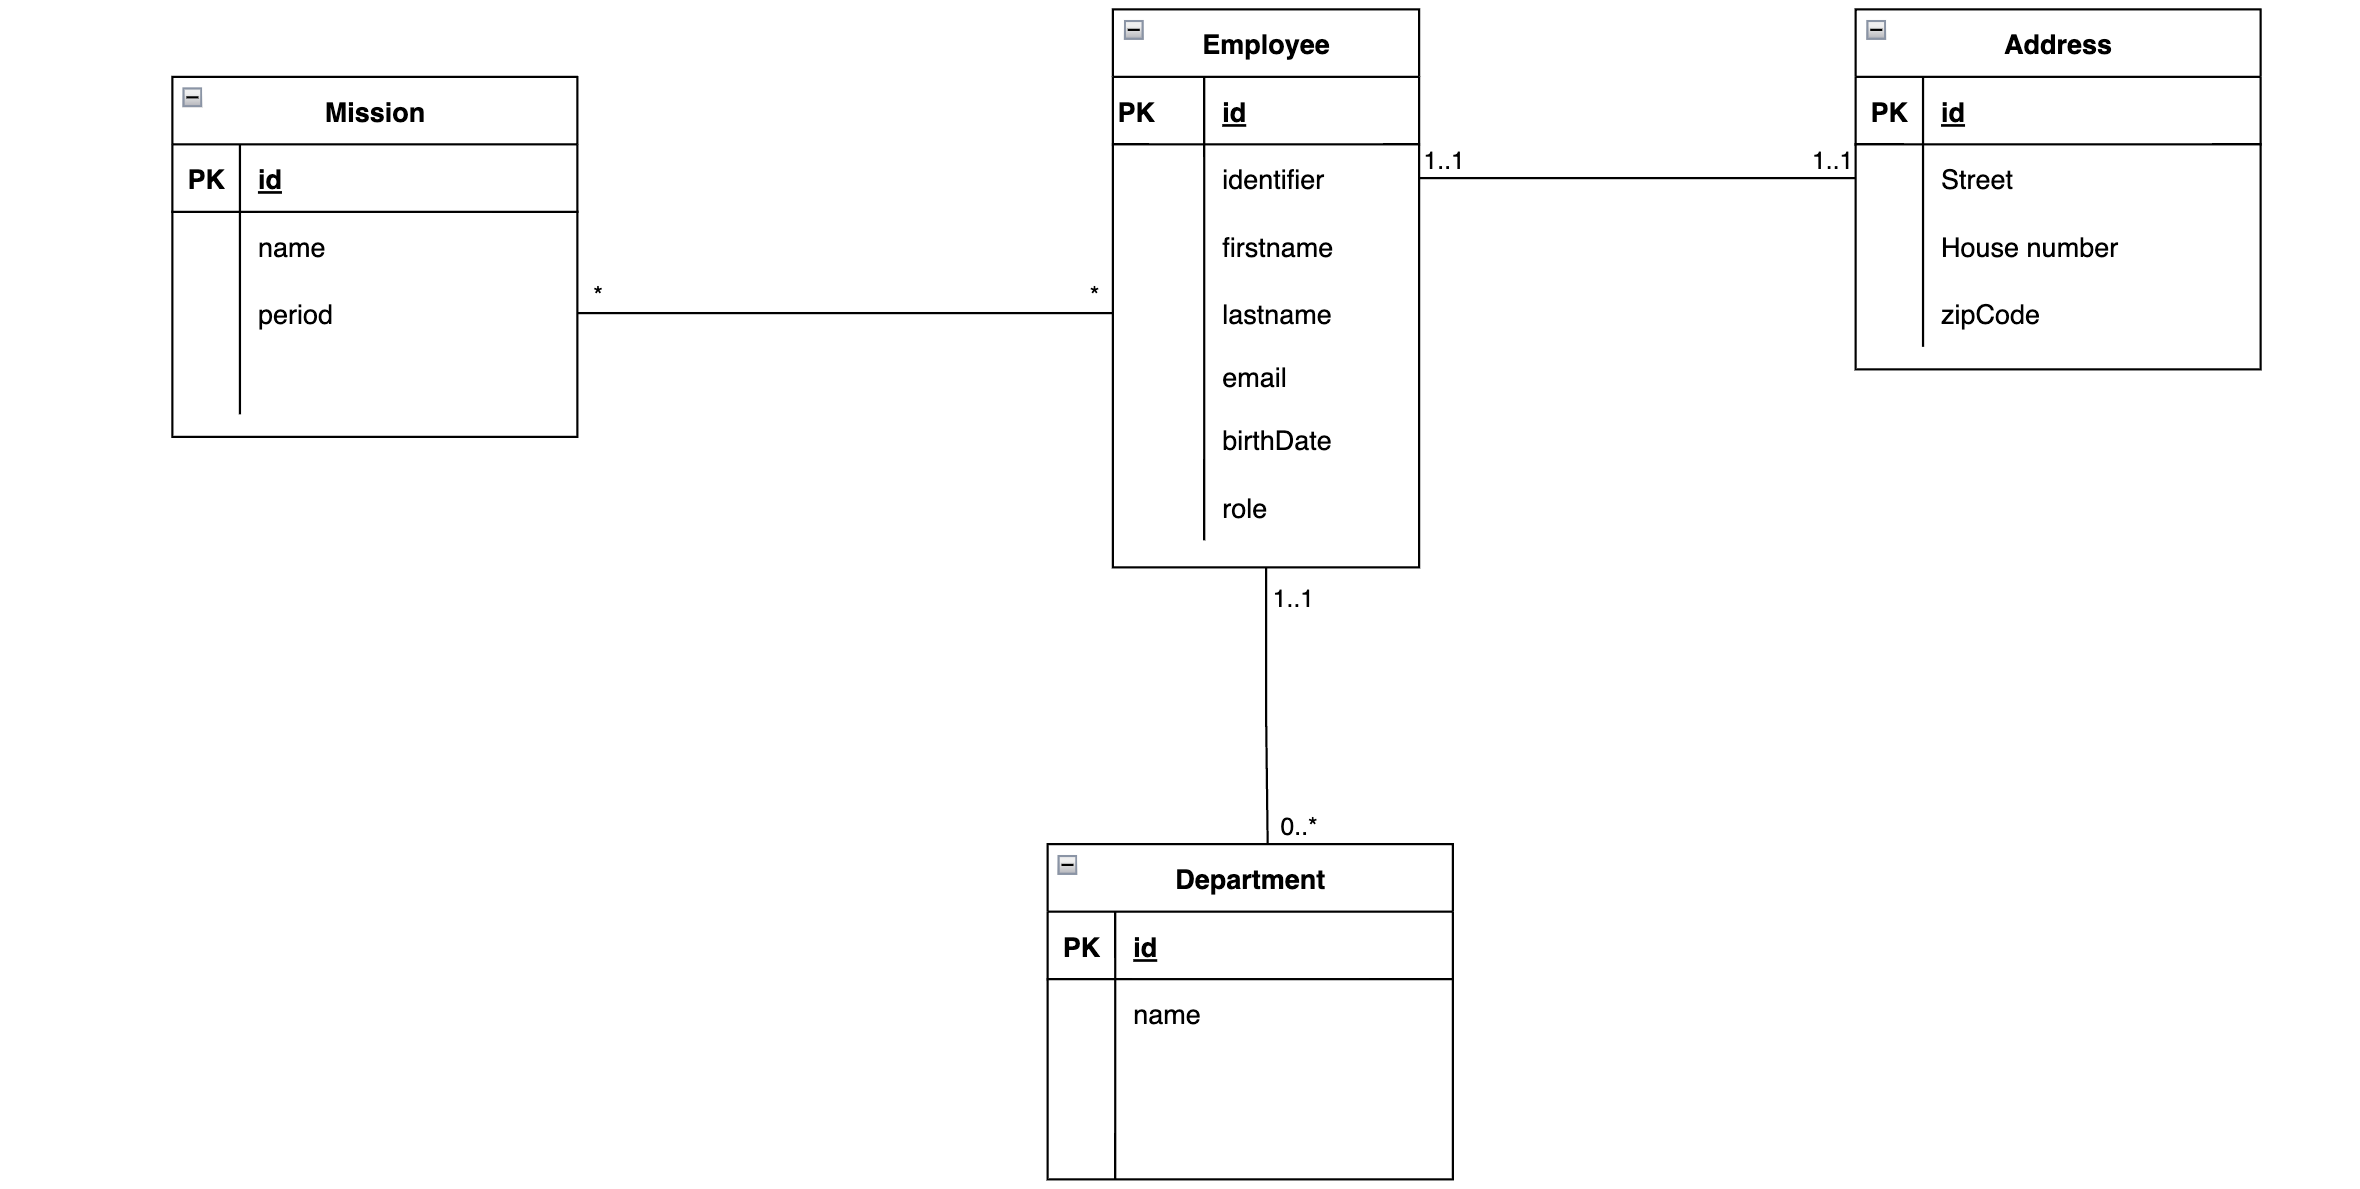 Mission
PK id
name
period
*
*
Employee
PK id
identifier
firstname
lastname
email
birthDate
role
1..1
1..1
Address
PK id
Street
House number
zipCode
1..1
0..*
Department
PK id
name